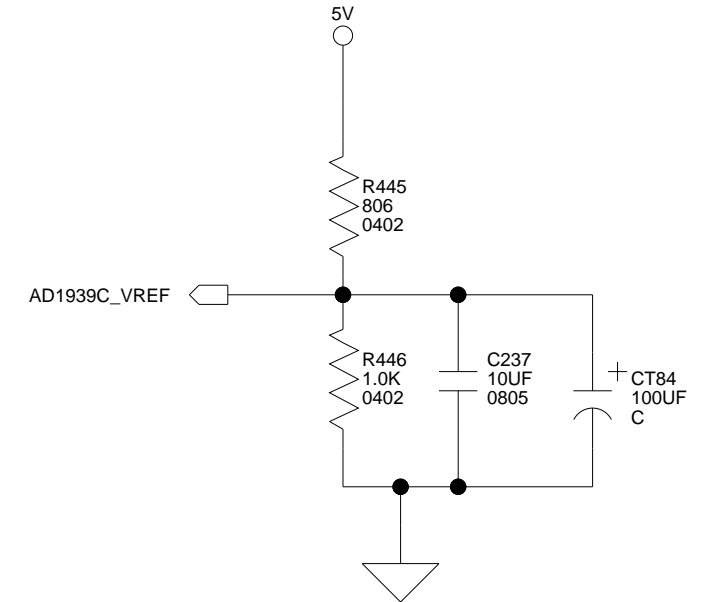 5V
R445
806
0402
AD1939C_VREF
R446
1.0K
0402
C237
10UF
0805
CT84
100UF
C